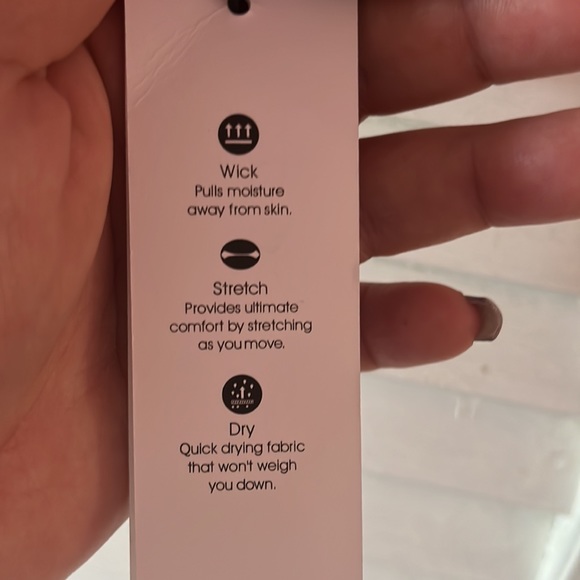 Wick
Pulls moisture
away from skin.
Stretch
Provides ultimate
comfort by stretching
as you move.
Dry
Quick drying fabric
that won't weigh
you down.